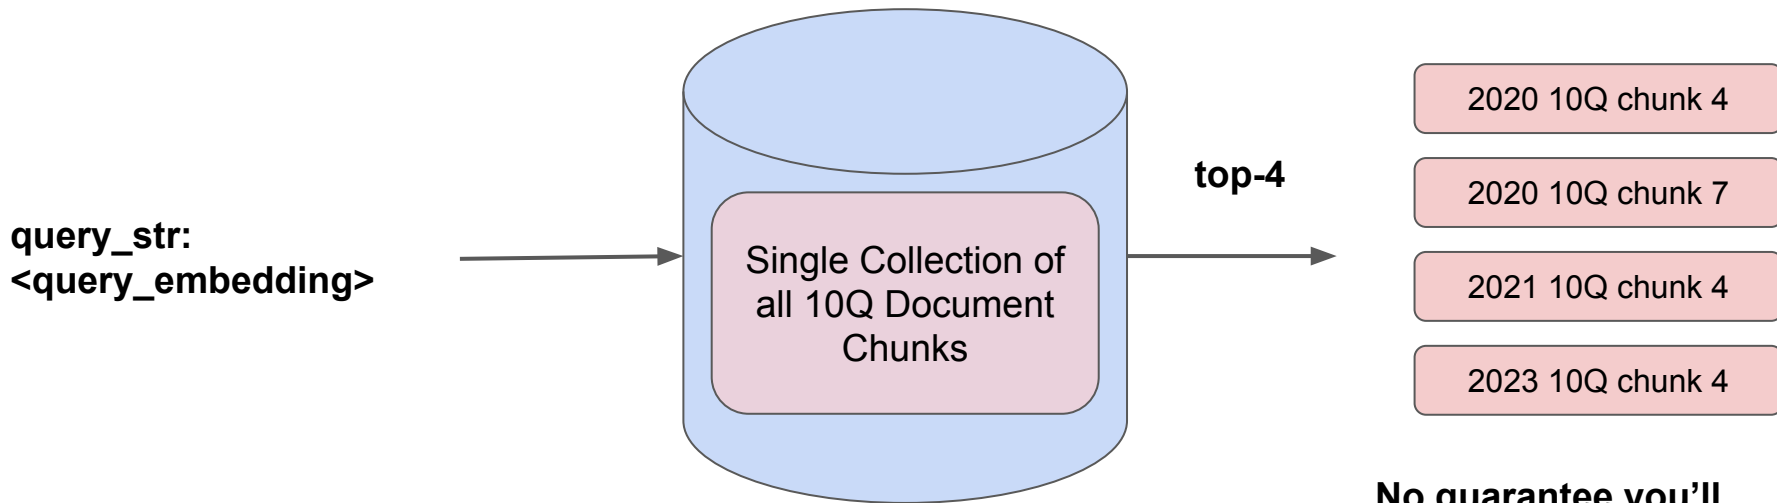 query_str:
<query_embedding>
Single Collection of
all 10Q Document
Chunks
top-4
2020 10Q chunk 4
2020 10Q chunk 7
2021 10Q chunk 4
2023 10Q chunk 4
No guarantee you’ll